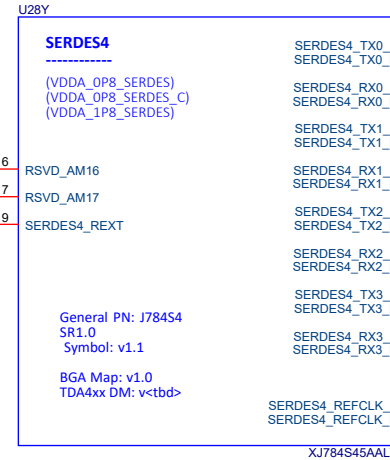 U28Y
SERDES4
------------
(VDDA_0P8_SERDES)
(VDDA_0P8_SERDES_C)
(VDDA_1P8_SERDES)
6
RSVD_AM16
7
RSVD_AM17
9
SERDES4_REXT
SERDES4_TX0_
SERDES4_TX0_
SERDES4_RX0_
SERDES4_RX0_
SERDES4_TX1_
SERDES4_TX1_
SERDES4_RX1_
SERDES4_RX1_
SERDES4_TX2_
SERDES4_TX2_
SERDES4_RX2_
SERDES4_RX2_
SERDES4_TX3_
SERDES4_TX3_
SERDES4_RX3_
SERDES4_RX3_
SERDES4_REFCLK_
SERDES4_REFCLK_
General PN: J784S4
SR1.0
Symbol: v1.1
BGA Map: v1.0
TDA4xx DM: v<tbd>
XJ784S45AAL